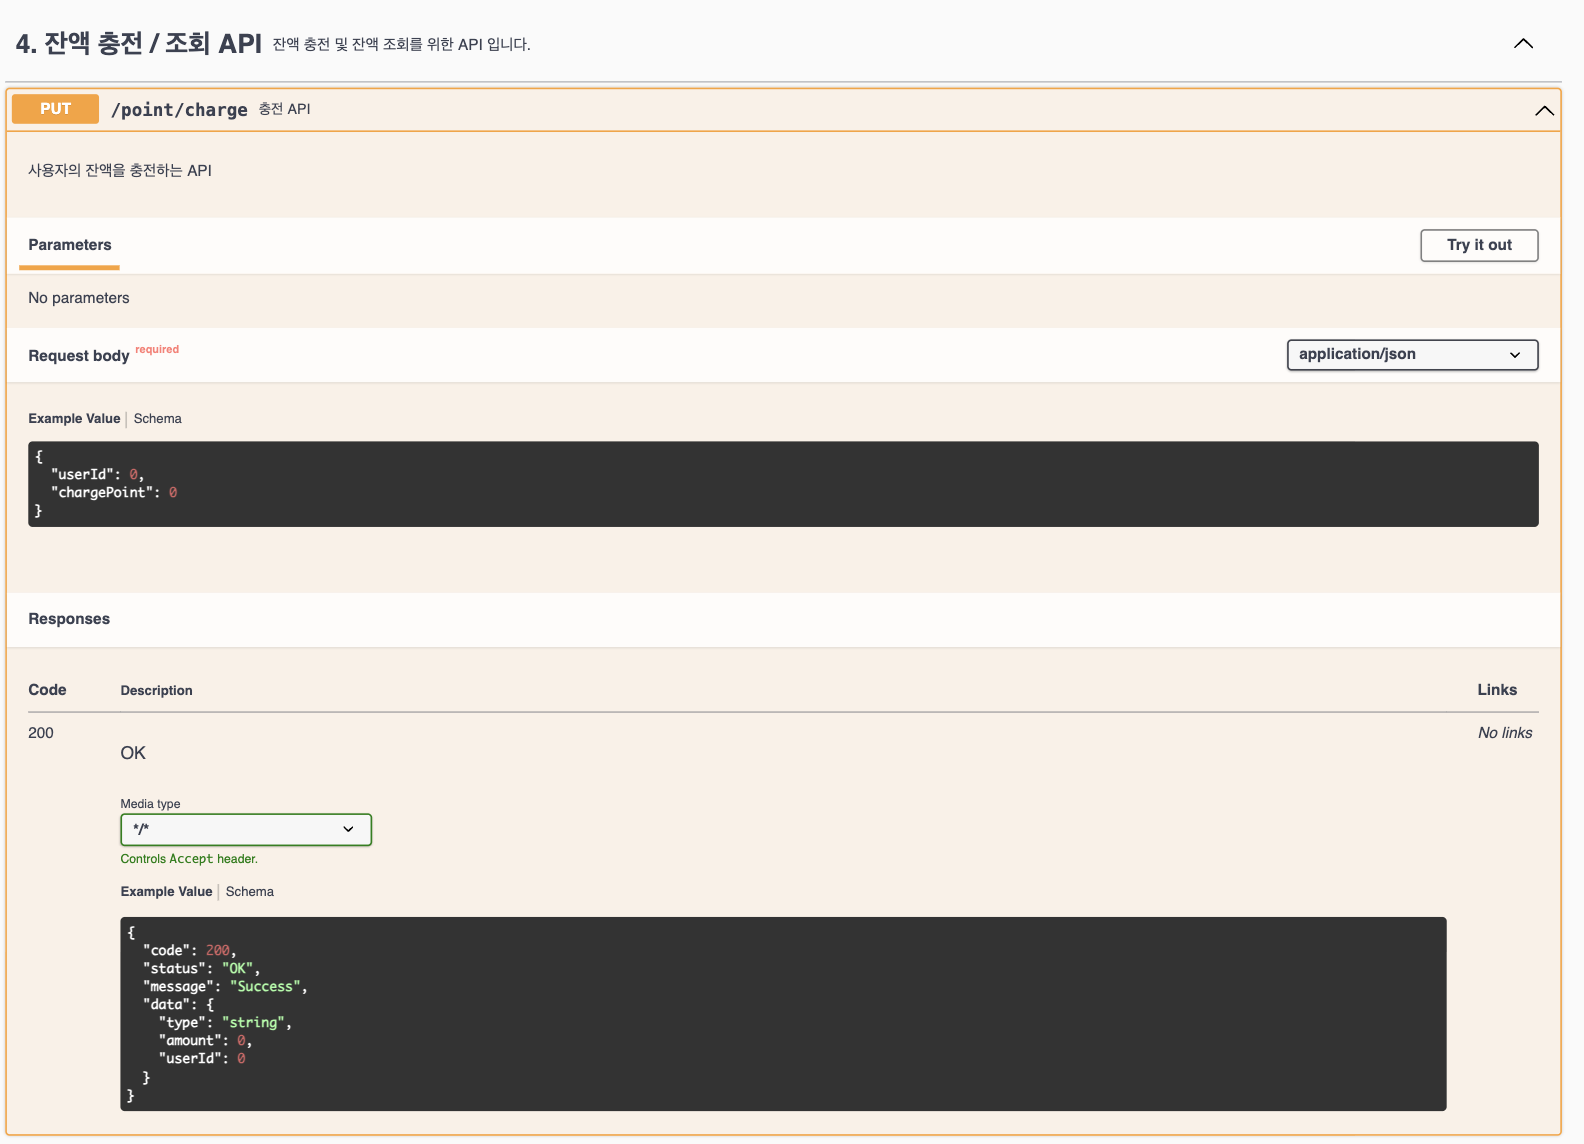 4. 잔액 충전 / 조회 API 잔액 충전 및 잔액 조회를 위한 API 입니다.
PUT /point/charge 충전 API
사용자의 잔액을 충전하는 API
Parameters Try it out
No parameters
Request body required application/json
Example Value Schema
{
"userId": 0,
"chargePoint": 0
}
Responses
Code Description Links
200 No links
OK
Media type
*/*
Controls Accept header.
Example Value Schema
{
"code": 200,
"status": "OK",
"message": "Success",
"data": {
"type": "string",
"amount": 0,
"userId": 0
}
}